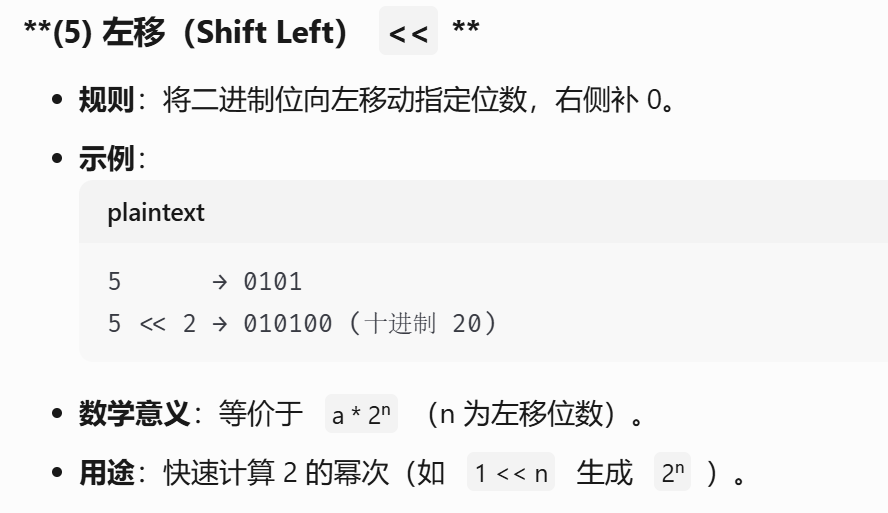 **(5) 左移（Shift Left） << **
• 规则：将二进制位向左移动指定位数，右侧补 0。
• 示例：
plaintext
5      → 0101
5 << 2 → 010100 (十进制 20)
• 数学意义：等价于 a * 2ⁿ （n 为左移位数）。
• 用途：快速计算 2 的幂次（如 1 << n 生成 2ⁿ ）。